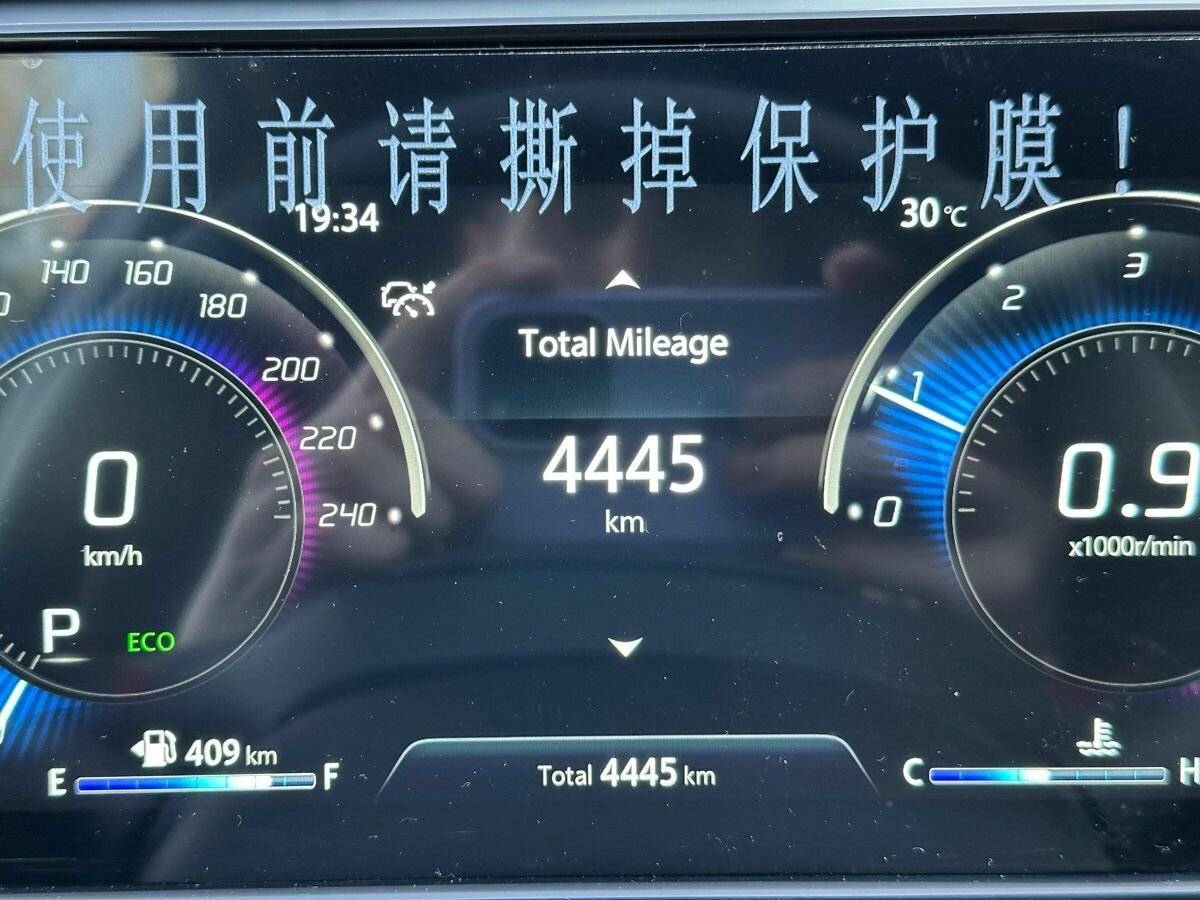 使用前请撕掉保护膜！
19:34
30℃
140 160 180 200 220 240
Total Mileage
4445
km
0
km/h
P
ECO
0 1 2 3
0.9
x1000r/min
409 km
E F
Total 4445 km
C H